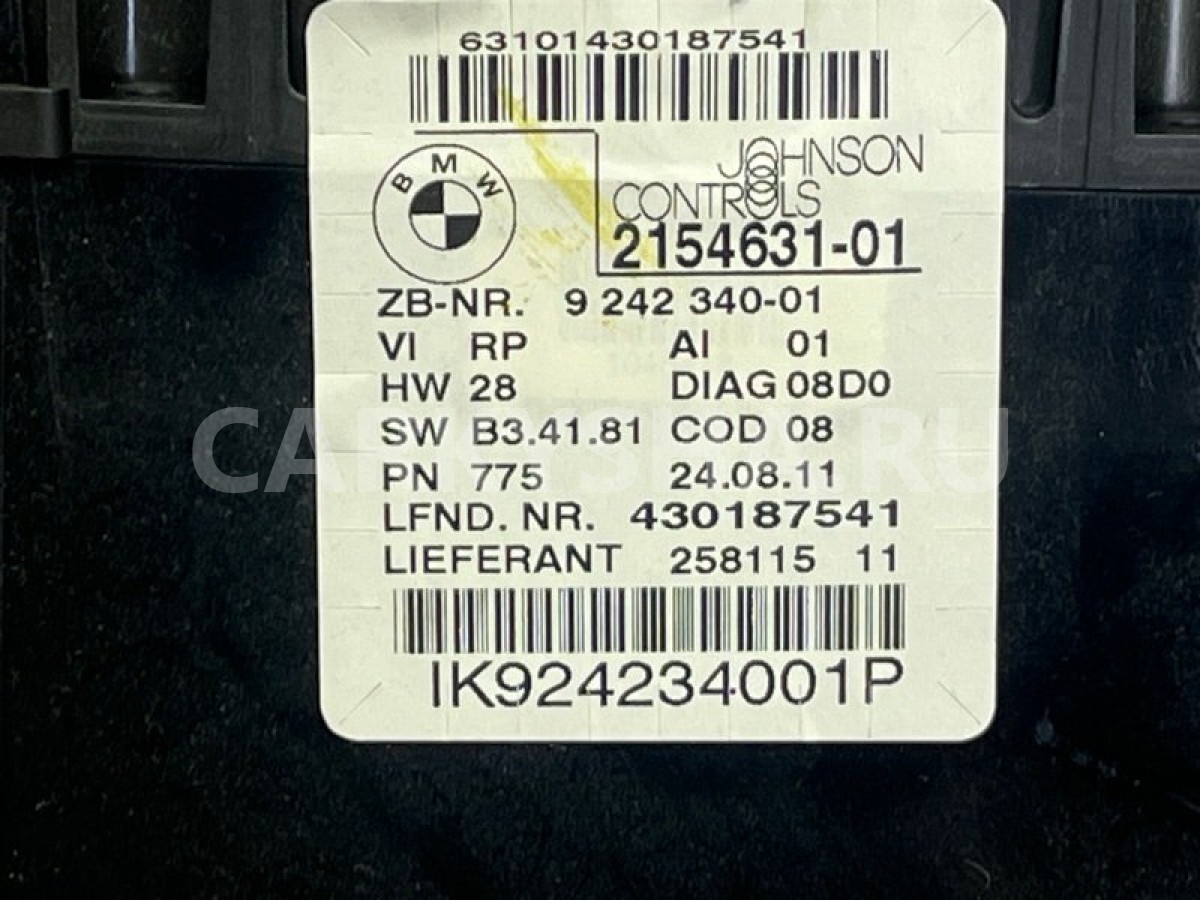 63101430187541
BMW
JOHNSON
CONTROLS
2154631-01
ZB-NR. 9 242 340-01
VI RP AI 01
HW 28 DIAG 08D0
SW B3.41.81 COD 08
PN 775 24.08.11
LFND. NR. 430187541
LIEFERANT 258115 11
IK924234001P